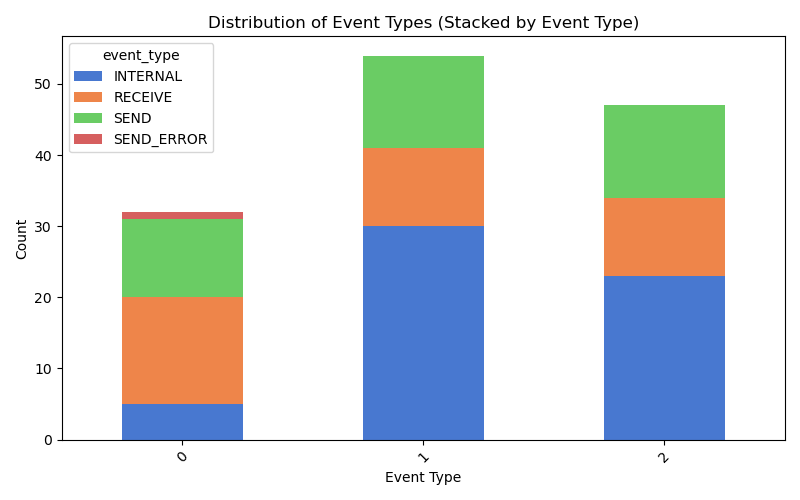 Distribution of Event Types (Stacked by Event Type)
event_type
INTERNAL
RECEIVE
SEND
SEND_ERROR
Count
50
40
30
20
10
0
0
1
2
Event Type